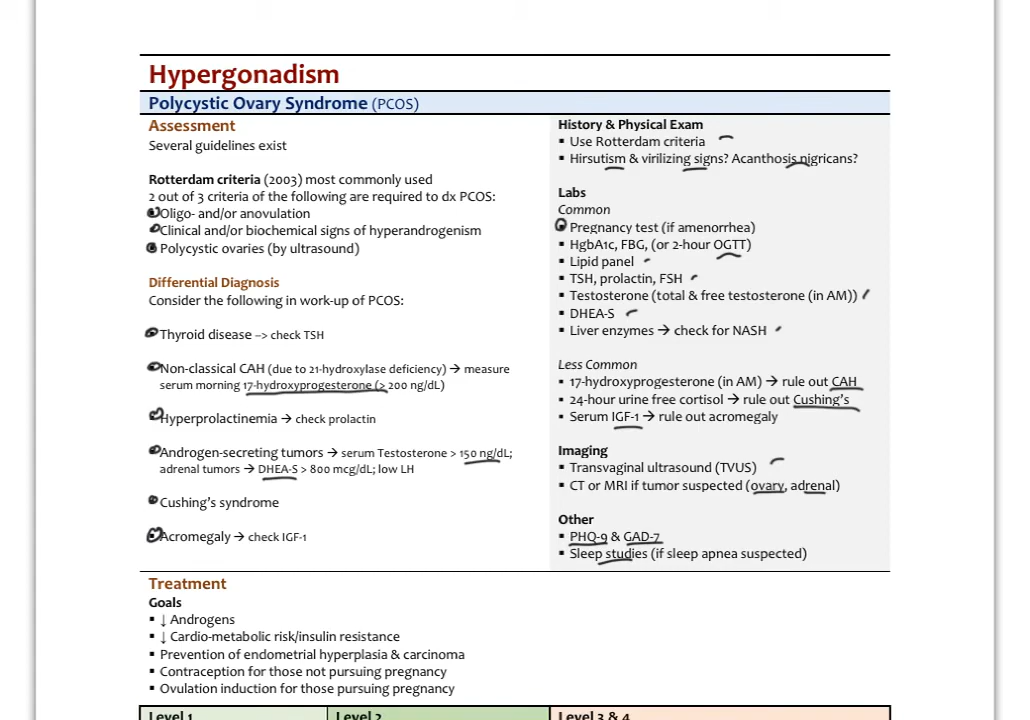 Hypergonadism
Polycystic Ovary Syndrome (PCOS)
Assessment
Several guidelines exist
Rotterdam criteria (2003) most commonly used
2 out of 3 criteria of the following are required to dx PCOS:
Oligo- and/or anovulation
Clinical and/or biochemical signs of hyperandrogenism
Polycystic ovaries (by ultrasound)
Differential Diagnosis
Consider the following in work-up of PCOS:
Thyroid disease –> check TSH
Non-classical CAH (due to 21-hydroxylase deficiency) → measure
serum morning 17-hydroxyprogesterone (> 200 ng/dL)
Hyperprolactinemia → check prolactin
Androgen-secreting tumors → serum Testosterone > 150 ng/dL;
adrenal tumors → DHEA-S > 800 mcg/dL; low LH
Cushing's syndrome
Acromegaly → check IGF-1
History & Physical Exam
▪ Use Rotterdam criteria
▪ Hirsutism & virilizing signs? Acanthosis nigricans?
Labs
Common
Pregnancy test (if amenorrhea)
▪ HgbA1c, FBG, (or 2-hour OGTT)
▪ Lipid panel
▪ TSH, prolactin, FSH
▪ Testosterone (total & free testosterone (in AM))
▪ DHEA-S
▪ Liver enzymes → check for NASH
Less Common
▪ 17-hydroxyprogesterone (in AM) → rule out CAH
▪ 24-hour urine free cortisol → rule out Cushing's
▪ Serum IGF-1 → rule out acromegaly
Imaging
▪ Transvaginal ultrasound (TVUS)
▪ CT or MRI if tumor suspected (ovary, adrenal)
Other
▪ PHQ-9 & GAD-7
▪ Sleep studies (if sleep apnea suspected)
Treatment
Goals
▪ ↓ Androgens
▪ ↓ Cardio-metabolic risk/insulin resistance
▪ Prevention of endometrial hyperplasia & carcinoma
▪ Contraception for those not pursuing pregnancy
▪ Ovulation induction for those pursuing pregnancy
Level 1
Level 2
Level 3 & 4